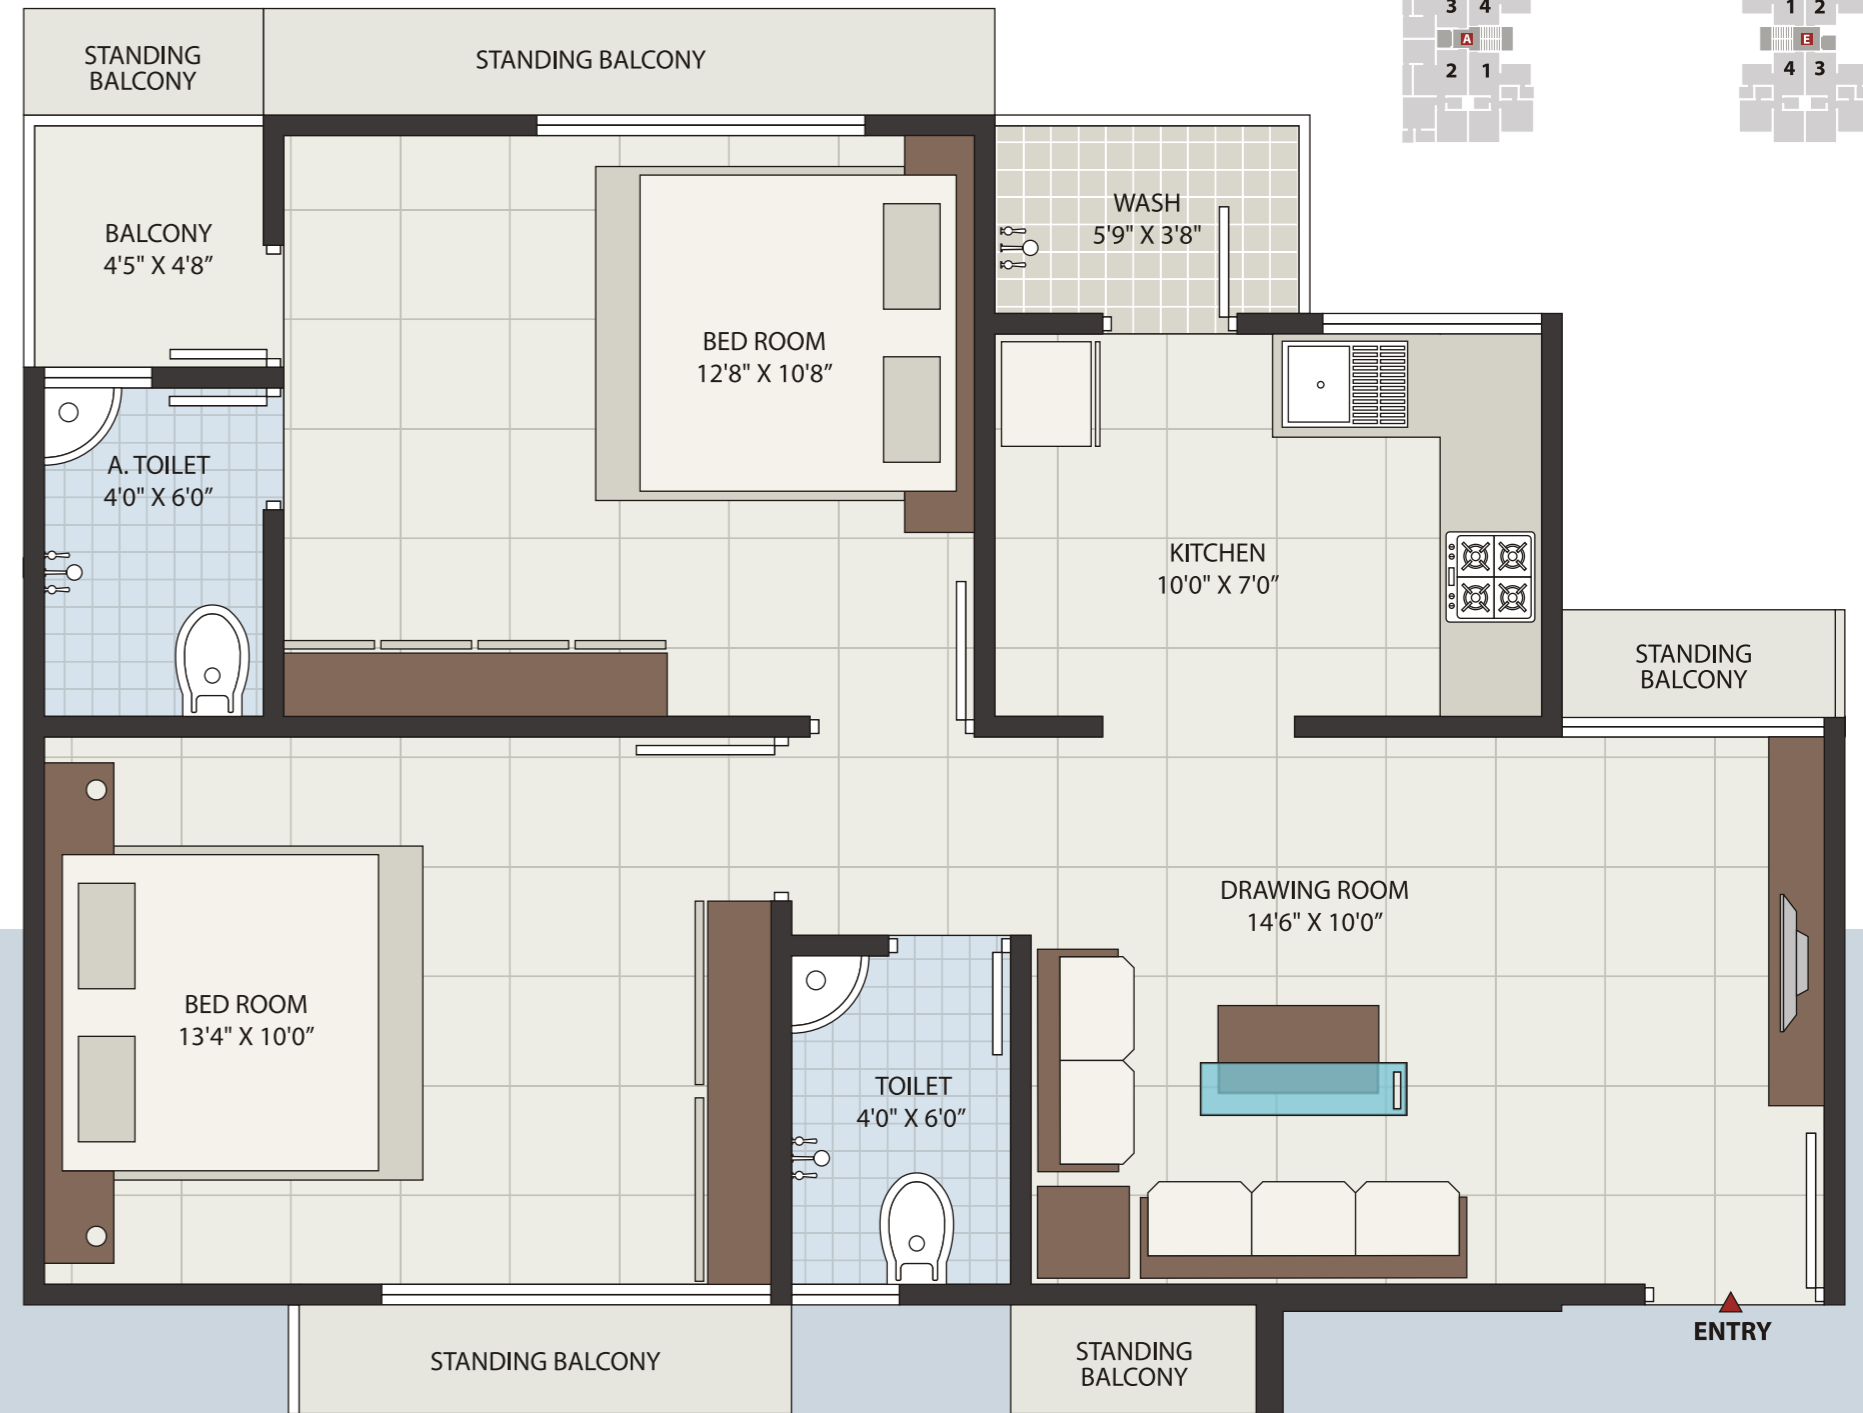 3 4
1 2
A
E
2 1
4 3
STANDING
BALCONY
STANDING BALCONY
BALCONY
4'5" X 4'8"
WASH
5'9" X 3'8"
BED ROOM
12'8" X 10'8”
A. TOILET
4'0" X 6'0”
KITCHEN
10'0" X 7'0”
STANDING
BALCONY
DRAWING ROOM
14'6" X 10'0”
BED ROOM
13'4" X 10'0”
TOILET
4'0" X 6'0”
ENTRY
STANDING BALCONY
STANDING
BALCONY